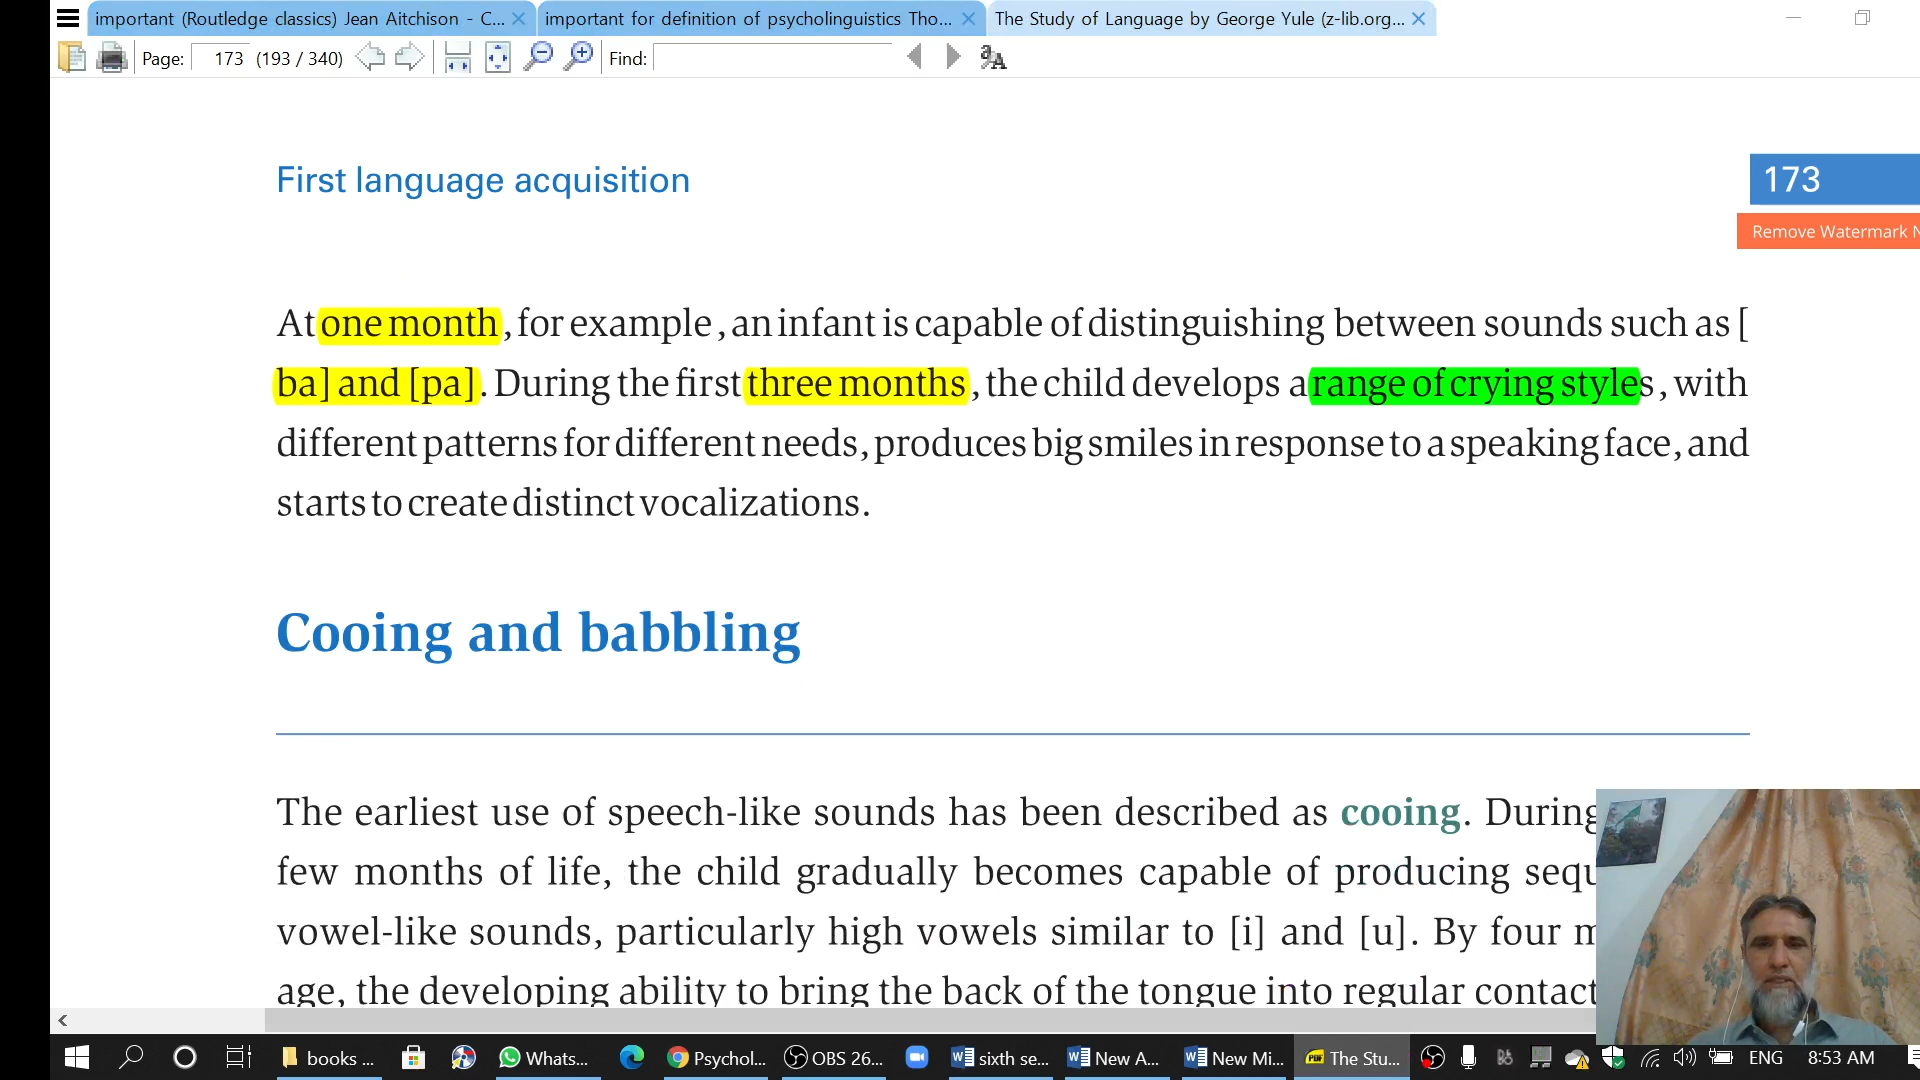 important (Routledge classics) Jean Aitchison - C...
important for definition of psycholinguistics Tho...
The Study of Language by George Yule (z-lib.org...
Page: 173 (193 / 340)
Find:
First language acquisition
173
Remove Watermark N
At one month, for example, an infant is capable of distinguishing between sounds such as [
ba] and [pa]. During the first three months, the child develops a range of crying styles, with
different patterns for different needs, produces big smiles in response to a speaking face, and
starts to create distinct vocalizations.
Cooing and babbling
The earliest use of speech-like sounds has been described as cooing. During
few months of life, the child gradually becomes capable of producing sequ
vowel-like sounds, particularly high vowels similar to [i] and [u]. By four m
age, the developing ability to bring the back of the tongue into regular contact
books ...
Whats...
Psychol...
OBS 26...
sixth se...
New A...
New Mi...
The Stu...
ENG
8:53 AM